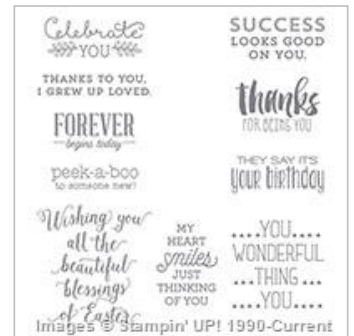 Celebrate
YOU
THANKS TO YOU,
I GREW UP LOVED.
FOREVER
begins today
peek-a-boo
to someone new!
Wishing you
all the
beautiful
blessings
of Easter
MY
HEART
smiles
JUST
THINKING
OF YOU
SUCCESS
LOOKS GOOD
ON YOU.
thanks
FOR BEING YOU
THEY SAY IT'S
your birthday
....YOU....
WONDERFUL
...THING...
....YOU....
Images © Stampin' UP! 1990-Current